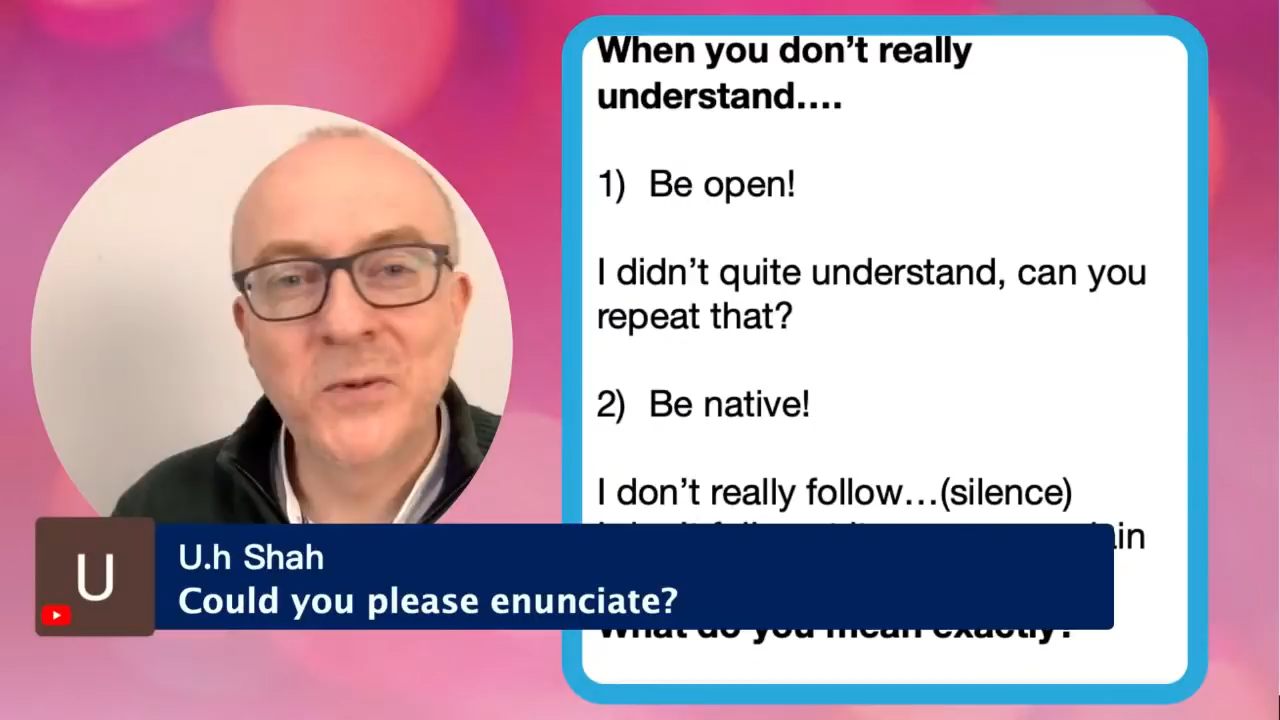 When you don’t really
understand....
1) Be open!
I didn’t quite understand, can you
repeat that?
2) Be native!
I don’t really follow…(silence)
U
U.h Shah
Could you please enunciate?
What do you mean exactly?